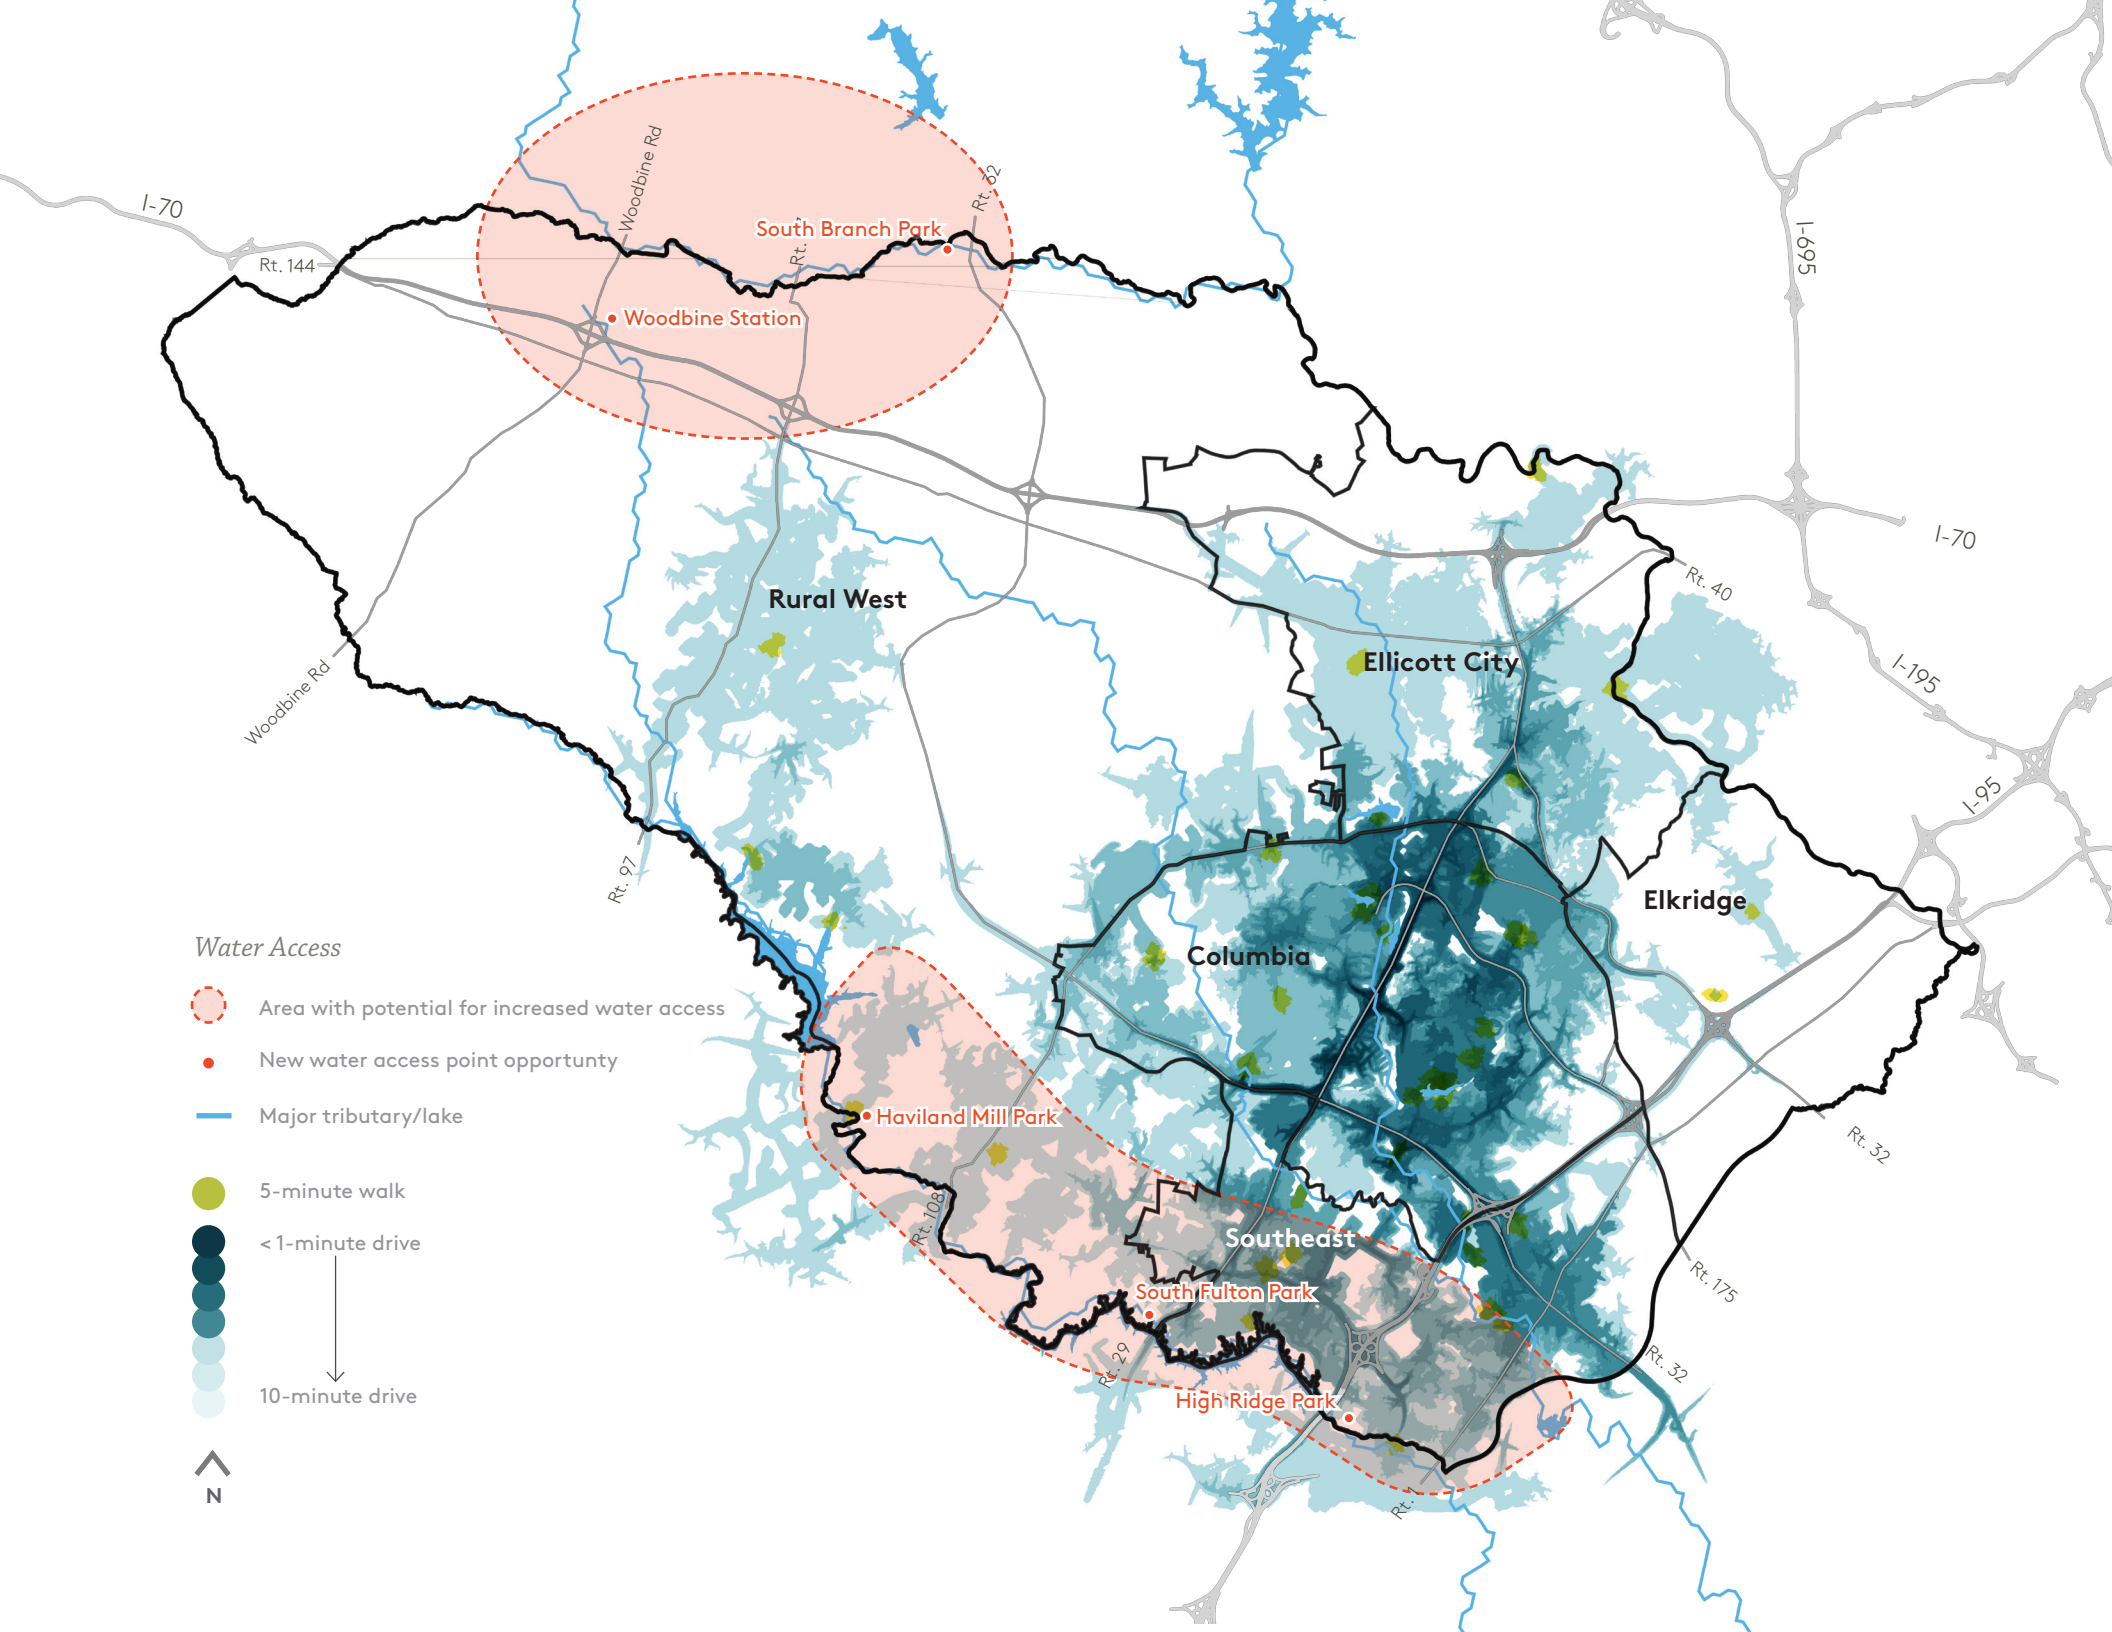 Woodbine Rd
Rt. 32
I-70
South Branch Park
I-695
Rt.
Rt. 144
Woodbine Station
I-70
Rt. 40
Rural West
Ellicott City
I-195
Woodbine Rd
I-95
Rt. 97
Elkridge
Columbia
Water Access
Area with potential for increased water access
New water access point opportunty
Haviland Mill Park
Major tributary/lake
Rt. 32
5-minute walk
Rt. 108
Southeast
< 1-minute drive
Rt. 175
South Fulton Park
Rt. 29
Rt. 32
10-minute drive
High Ridge Park
Rt. 1
N